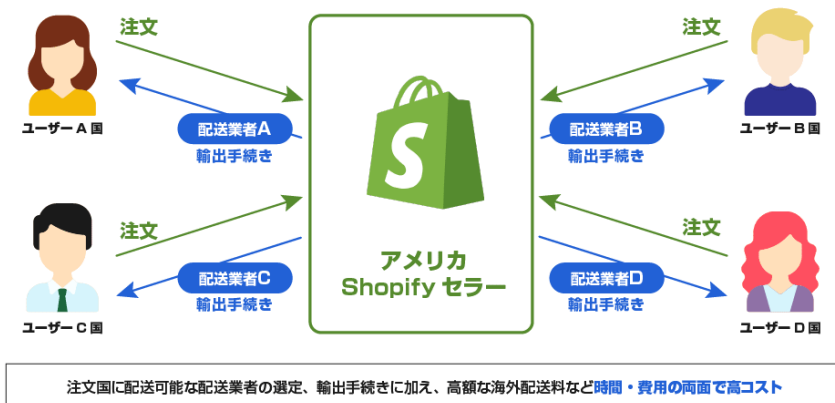 注文
注文
配送業者A
配送業者B
ユーザー A 国
輸出手続き
輸出手続き
ユーザー B 国
注文
注文
アメリカ
Shopify セラー
配送業者C
配送業者D
輸出手続き
輸出手続き
ユーザー C 国
ユーザー D 国
注文国に配送可能な配送業者の選定、輸出手続きに加え、高額な海外配送料など時間・費用の両面で高コスト